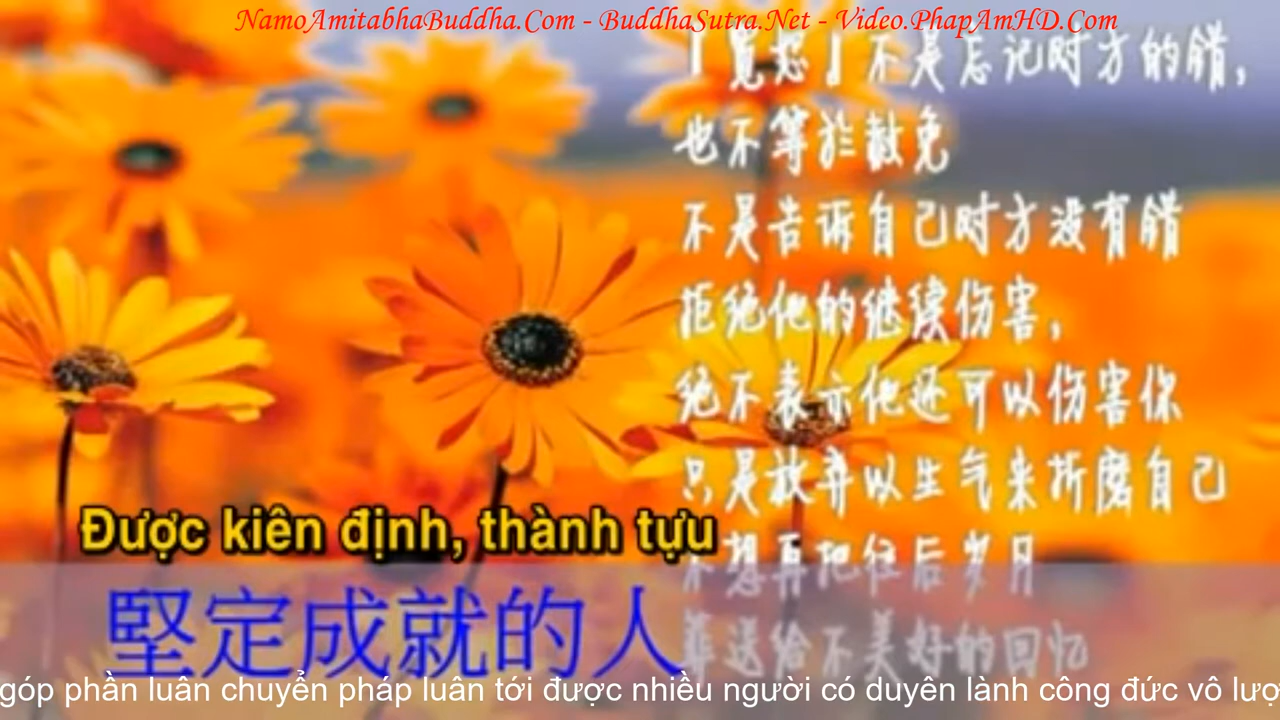 NamoAmitabhaBuddha.Com - BuddhaSutra.Net - Video.PhapAmHD.Com
『宽恕』不是忘记对方的错,
也不等於赦免
不是告诉自己对方没有错
拒绝他的继续伤害,
绝不表示他还可以伤害你
只是放弃以生气来折磨自己
不想再把往后岁月
葬送给不美好的回忆
Được kiên định, thành tựu
堅定成就的人
góp phần luân chuyển pháp luân tới được nhiều người có duyên lành công đức vô lượ